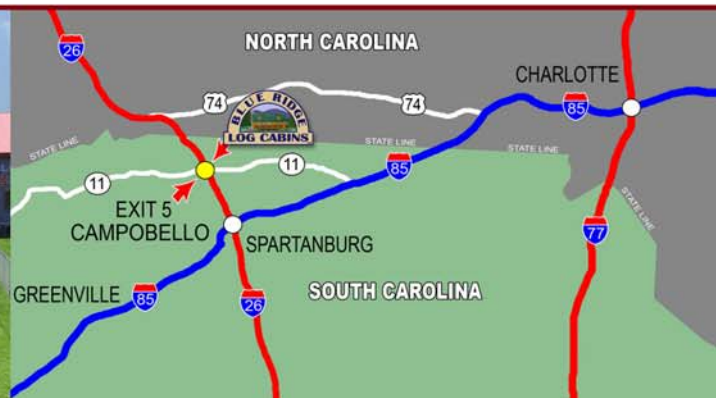 26
NORTH CAROLINA
CHARLOTTE
74
74
85
BLUE RIDGE
LOG CABINS
STATE LINE
STATE LINE
STATE LINE
11
11
85
STATE LINE
EXIT 5
CAMPOBELLO
SPARTANBURG
77
GREENVILLE
85
26
SOUTH CAROLINA